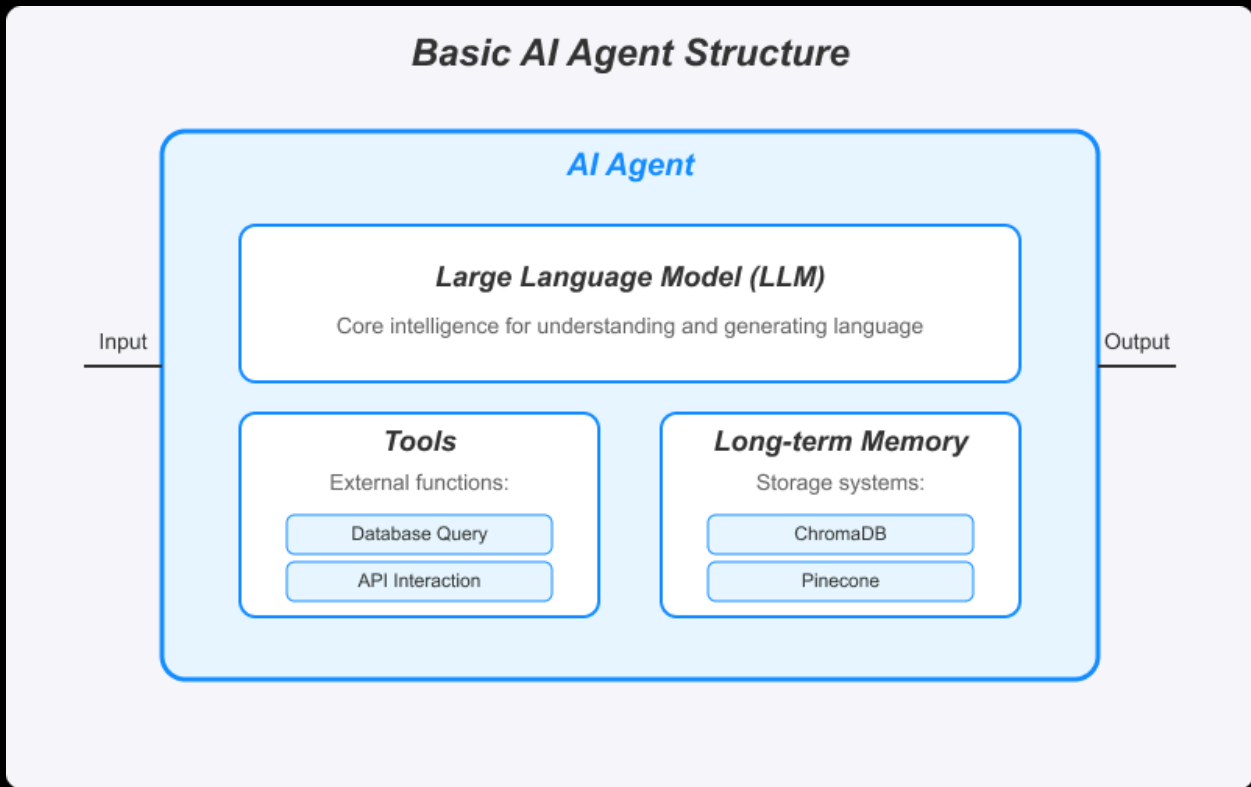 Basic AI Agent Structure
AI Agent
Large Language Model (LLM)
Core intelligence for understanding and generating language
Input
Output
Tools
External functions:
Database Query
API Interaction
Long-term Memory
Storage systems:
ChromaDB
Pinecone